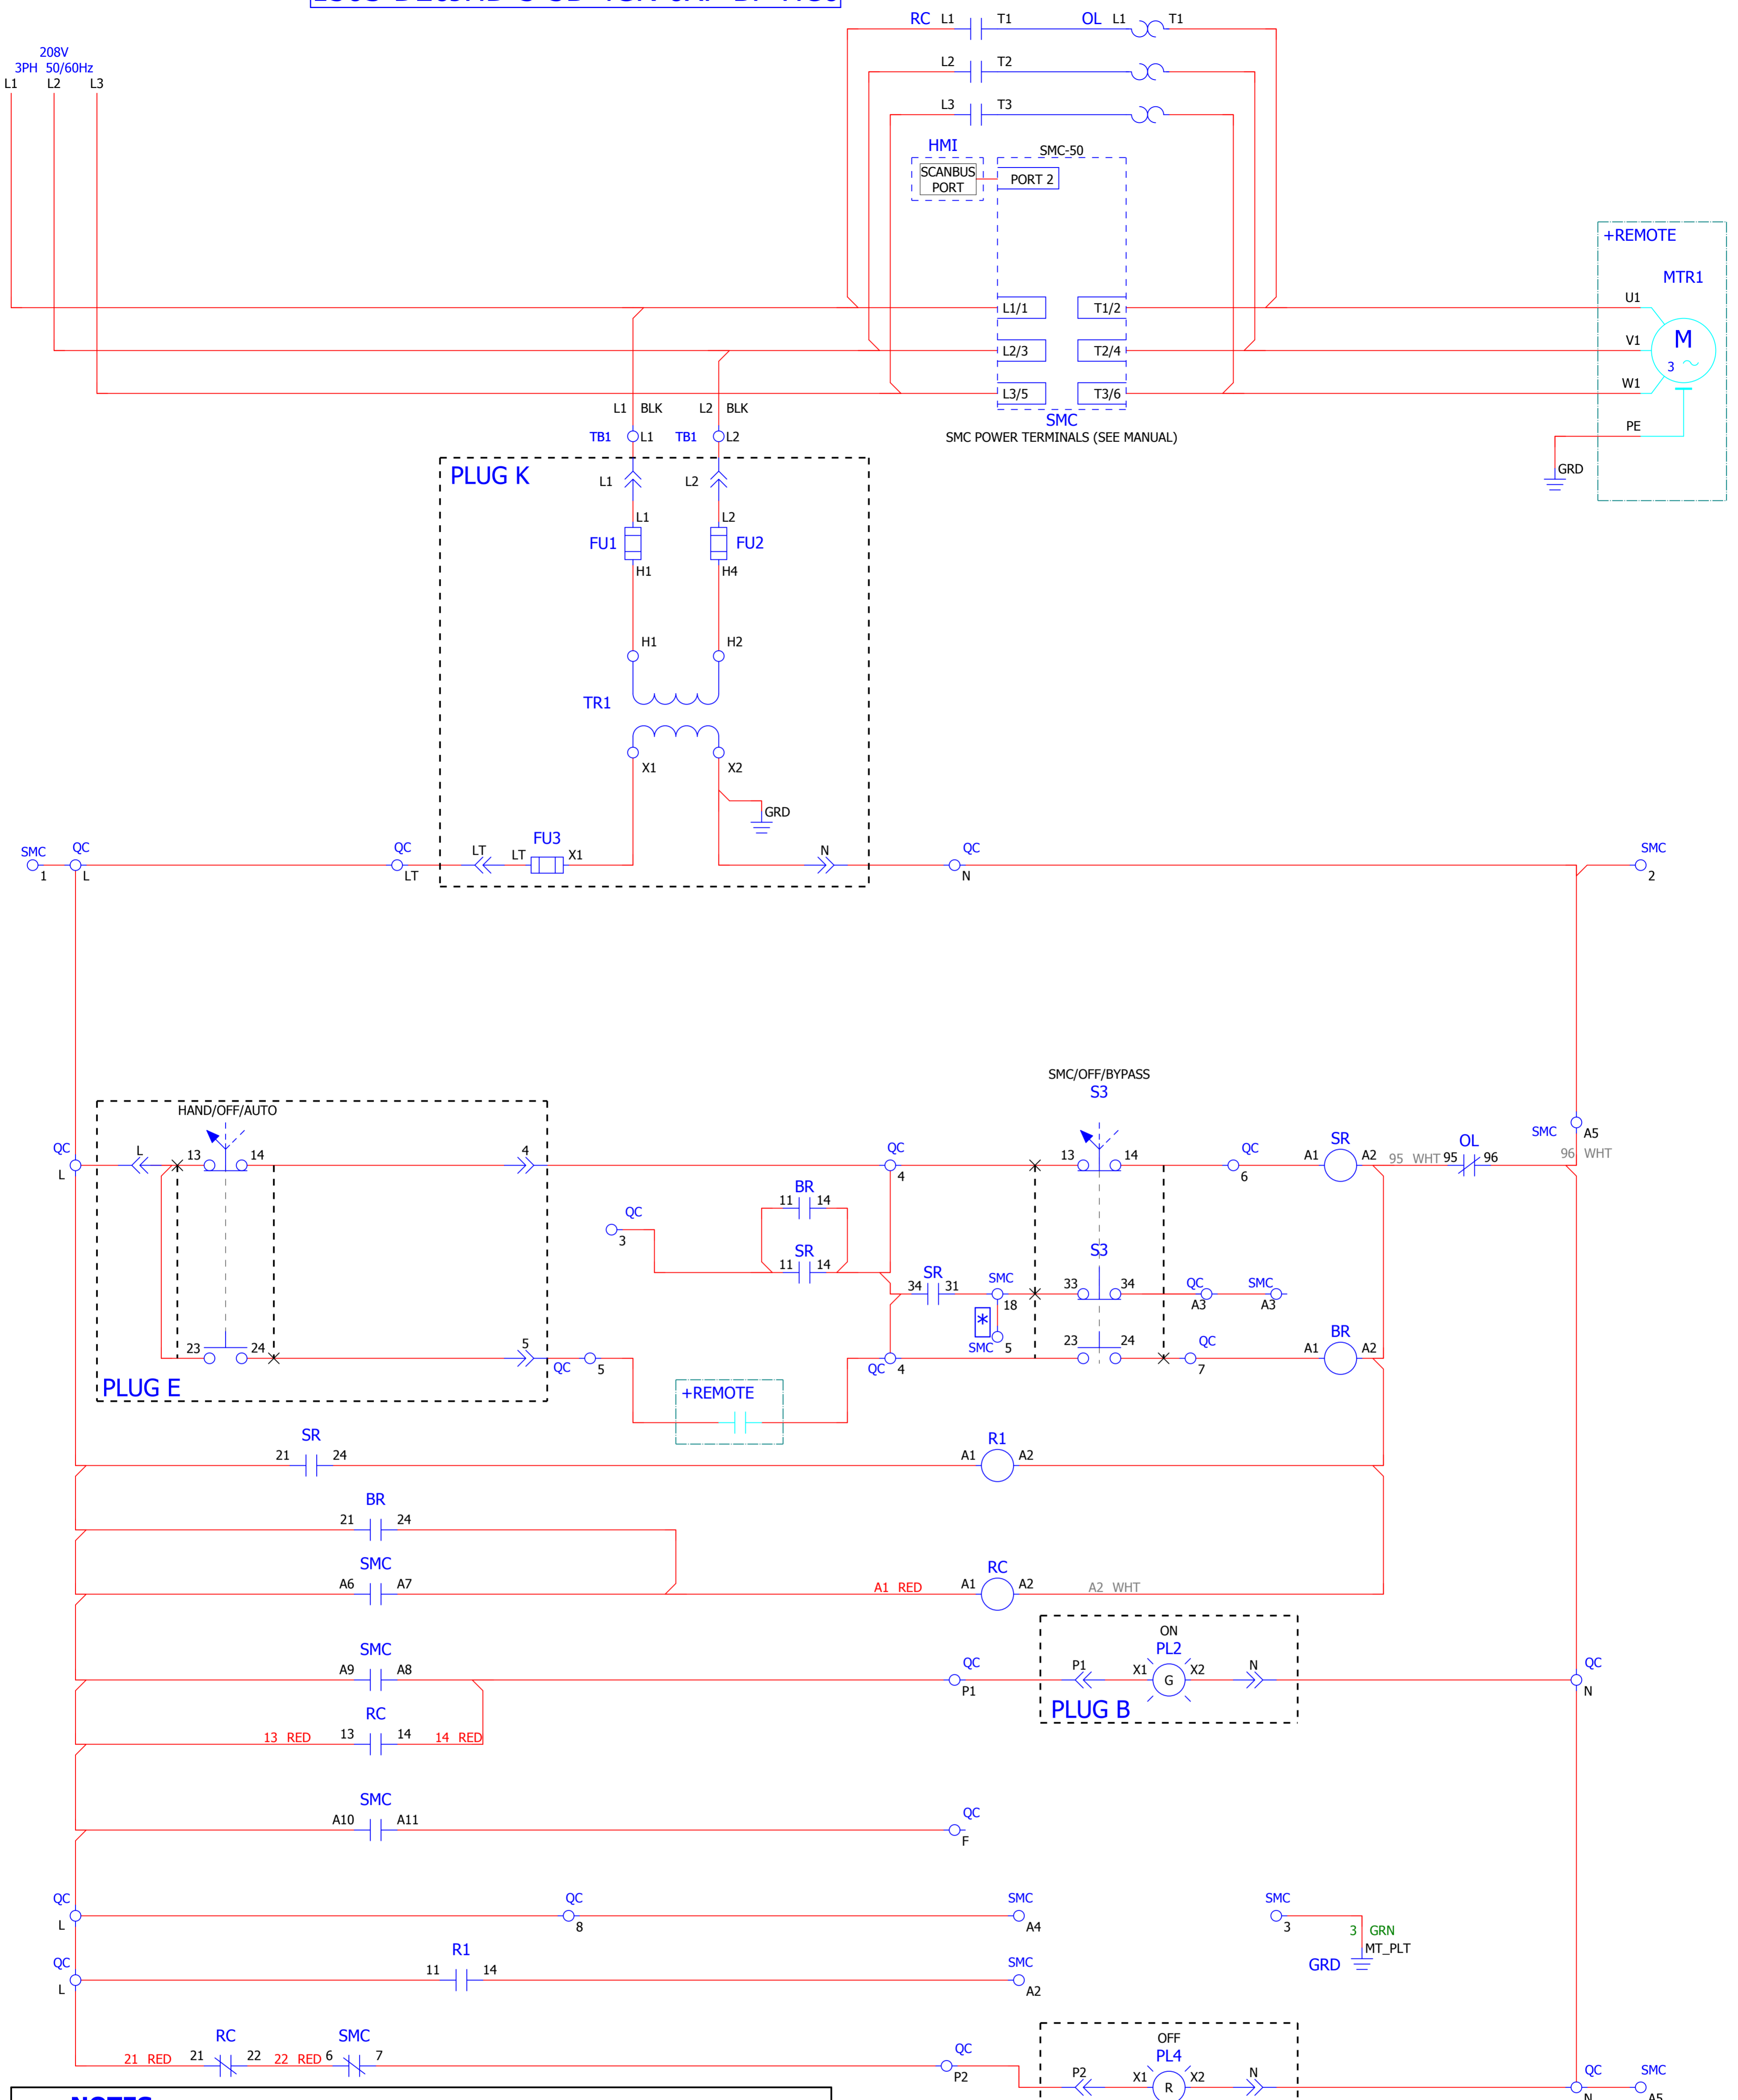 RC L1 T1 OL L1 T1
208V
3PH 50/60Hz
L1 L2 L3
L2 T2
L3 T3
HMI
SMC-50
SCANBUS
PORT
PORT 2
+REMOTE
MTR1
L1/1 T1/2 U1
L2/3 T2/4 V1
M
3
L3/5 T3/6 W1
L1 BLK L2 BLK
SMC
SMC POWER TERMINALS (SEE MANUAL)
PE
GRD
TB1 L1 TB1 L2
PLUG K
L1 L2
L1 L2
FU1 FU2
H1 H4
H1 H2
TR1
X1 X2
GRD
SMC QC QC LT LT FU3 X1 N QC SMC
1 L LT N 2
SMC/OFF/BYPASS
S3
HAND/OFF/AUTO
QC L 13 14 4 QC 13 14 QC SR OL SMC A5
L 4 6 A1 A2 95 WHT 95 96 96 WHT
BR
11 14
QC
3
SR
11 14
S3
SR
34 31 SMC 33 34 QC SMC
18 A3 A3
*
SMC 5
23 24 5 QC 5 QC 4 23 24 QC 7 BR A1 A2
PLUG E
+REMOTE
SR
21 24
R1
A1 A2
BR
21 24
SMC
A6 A7
A1 RED
RC
A1 A2
A2 WHT
ON
PL2
SMC
A9 A8
QC
P1
P1 X1 G X2 N
QC
N
PLUG B
RC
13 RED 13 14 14 RED
SMC
A10 A11
QC
F
QC QC SMC SMC
L 8 A4 3
3 GRN
MT_PLT
GRD
QC R1 SMC
L 11 14 A2
OFF
PL4
RC SMC
21 RED 21 22 22 RED 6 7
QC
P2
P2 X1 R X2 N
QC SMC
N A5